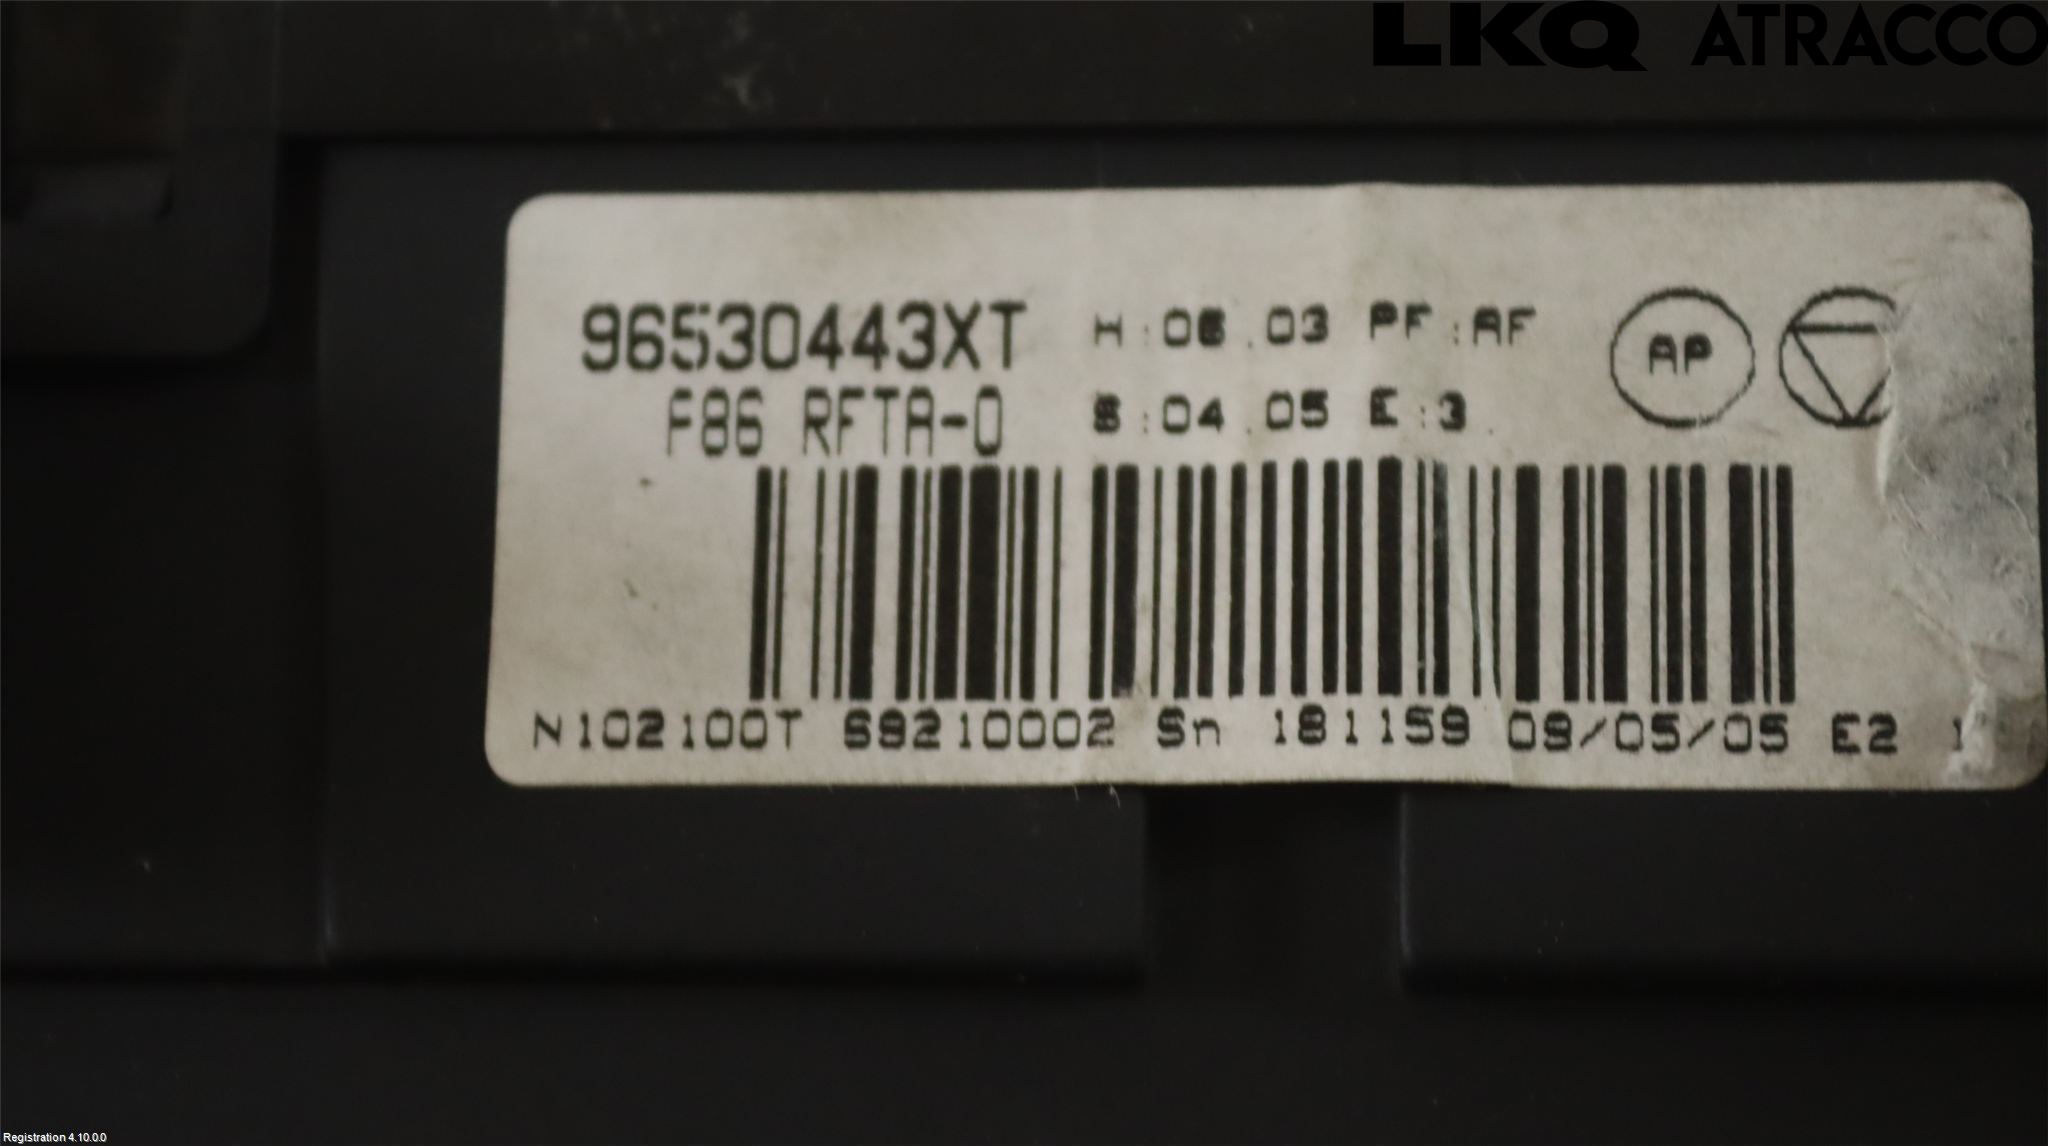 LKQ ATRACCO
96530443XT H:06.03 PF:AF AP
F86 RFTA-0 S:04.05 E:3
N102100T S9210002 Sn 181159 09/05/05 E2
Registration 4.10.0.0